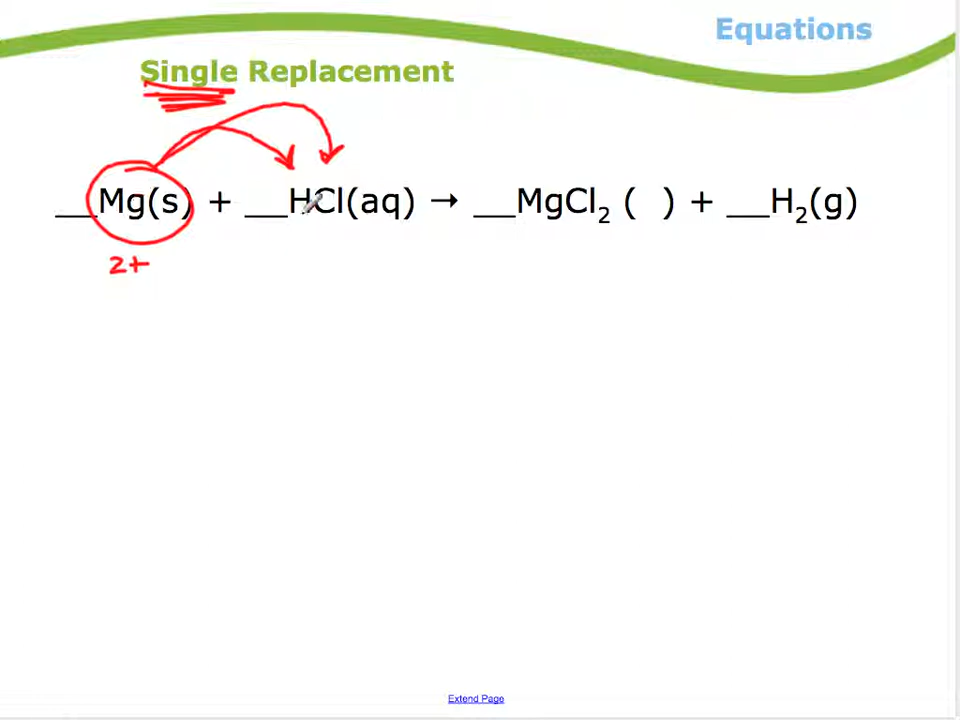 Equations
Single Replacement
__Mg(s) + __HCl(aq) → __MgCl₂ ( ) + __H₂(g)
2+
Extend Page